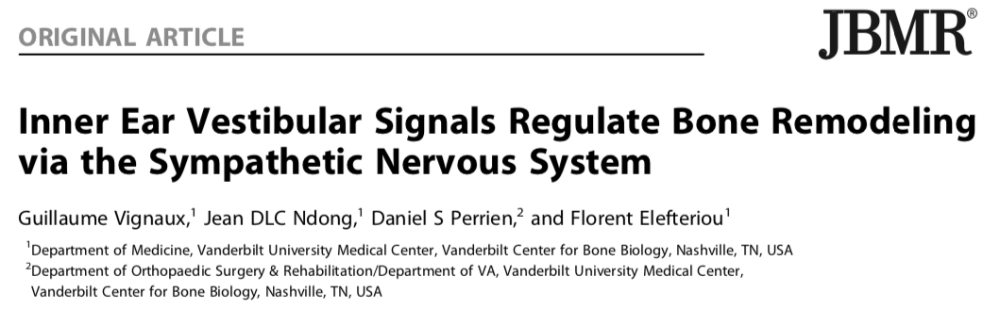 ORIGINAL ARTICLE
JBMR®
Inner Ear Vestibular Signals Regulate Bone Remodeling
via the Sympathetic Nervous System
Guillaume Vignaux,¹ Jean DLC Ndong,¹ Daniel S Perrien,² and Florent Elefteriou¹
¹Department of Medicine, Vanderbilt University Medical Center, Vanderbilt Center for Bone Biology, Nashville, TN, USA
²Department of Orthopaedic Surgery & Rehabilitation/Department of VA, Vanderbilt University Medical Center,
Vanderbilt Center for Bone Biology, Nashville, TN, USA